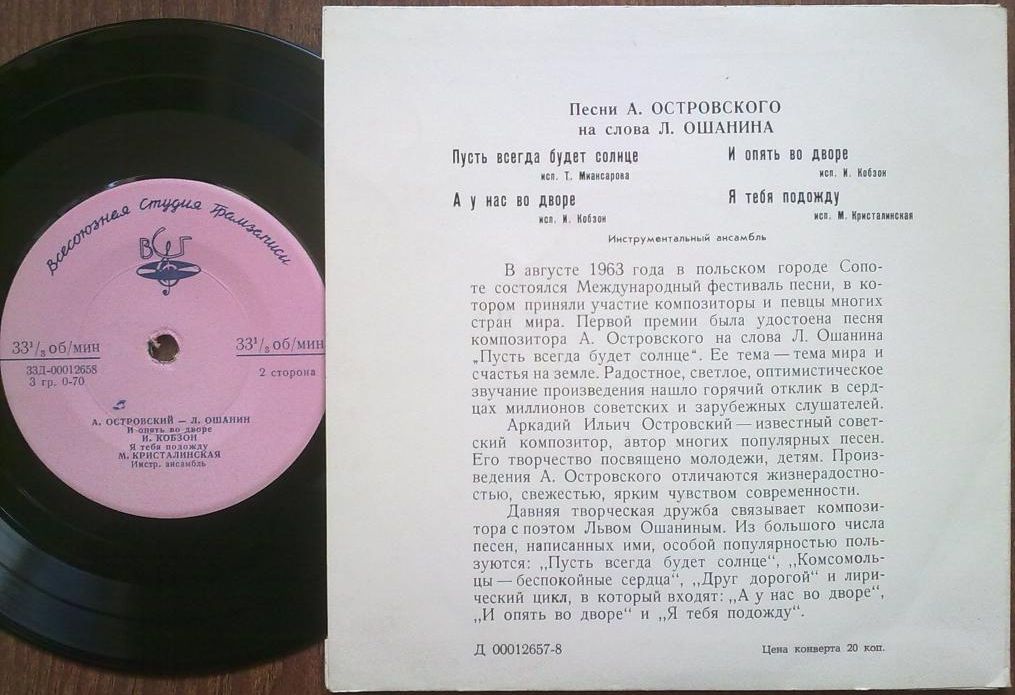 Всесоюзная Студия Грамзаписи
ВСГ
33¹/₃ об/мин 33¹/₃ об/мин
33Д-00012658
3 гр. 0-70
2 сторона
А. ОСТРОВСКИЙ — Л. ОШАНИН
И опять во дворе
И. КОБЗОН
Я тебя подожду
М. КРИСТАЛИНСКАЯ
Инстр. ансамбль
Песни А. ОСТРОВСКОГО
на слова Л. ОШАНИНА
Пусть всегда будет солнце
исп. Т. Миансарова
А у нас во дворе
исп. И. Кобзон
И опять во дворе
исп. И. Кобзон
Я тебя подожду
исп. М. Кристалинская
Инструментальный ансамбль
В августе 1963 года в польском городе Сопо-
те состоялся Международный фестиваль песни, в ко-
тором приняли участие композиторы и певцы многих
стран мира. Первой премии была удостоена песня
композитора А. Островского на слова Л. Ошанина
„Пусть всегда будет солнце“. Ее тема — тема мира и
счастья на земле. Радостное, светлое, оптимистическое
звучание произведения нашло горячий отклик в серд-
цах миллионов советских и зарубежных слушателей.
Аркадий Ильич Островский — известный совет-
ский композитор, автор многих популярных песен.
Его творчество посвящено молодежи, детям. Произ-
ведения А. Островского отличаются жизнерадостно-
стью, свежестью, ярким чувством современности.
Давняя творческая дружба связывает компози-
тора с поэтом Львом Ошаниным. Из большого числа
песен, написанных ими, особой популярностью поль-
зуются: „Пусть всегда будет солнце“, „Комсомоль-
цы — беспокойные сердца“, „Друг дорогой“ и лири-
ческий цикл, в который входят: „А у нас во дворе“,
„И опять во дворе“ и „Я тебя подожду“.
Д 00012657-8
Цена конверта 20 коп.